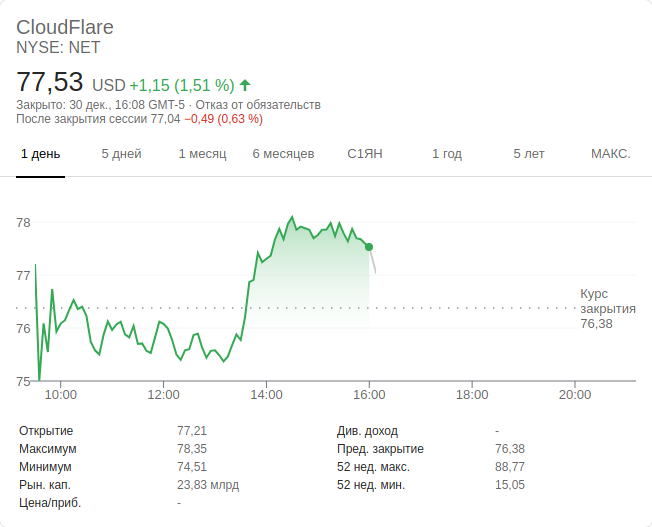 CloudFlare
NYSE: NET
77,53 USD +1,15 (1,51 %)
Закрыто: 30 дек., 16:08 GMT-5 · Отказ от обязательств
После закрытия сессии 77,04 −0,49 (0,63 %)
1 день 5 дней 1 месяц 6 месяцев С1ЯН 1 год 5 лет МАКС.
78
77
Курс
закрытия
76,38
76
75
10:00 12:00 14:00 16:00 18:00 20:00
Открытие 77,21 Див. доход -
Максимум 78,35 Пред. закрытие 76,38
Минимум 74,51 52 нед. макс. 88,77
Рын. кап. 23,83 млрд 52 нед. мин. 15,05
Цена/приб. -